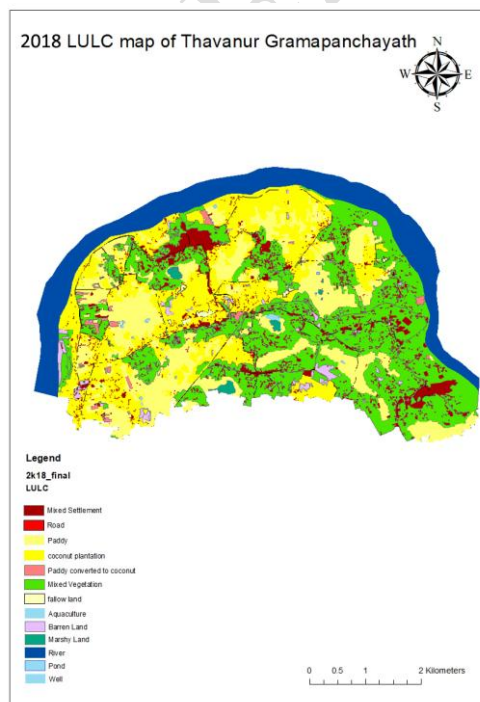 2018 LULC map of Thavanur Gramapanchayath
N
W
E
S
Legend
2k18_final
LULC
Mixed Settlement
Road
Paddy
coconut plantation
Paddy converted to coconut
Mixed Vegetation
fallow land
Aquaculture
Barren Land
Marshy Land
River
Pond
Well
0 0.5 1 2 Kilometers